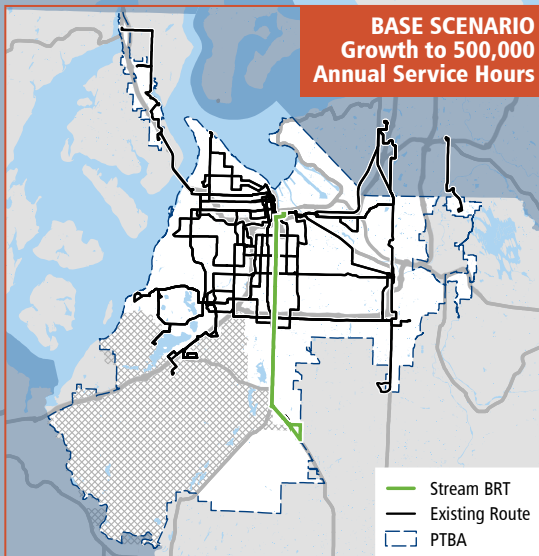 BASE SCENARIO
Growth to 500,000
Annual Service Hours
Stream BRT
Existing Route
PTBA